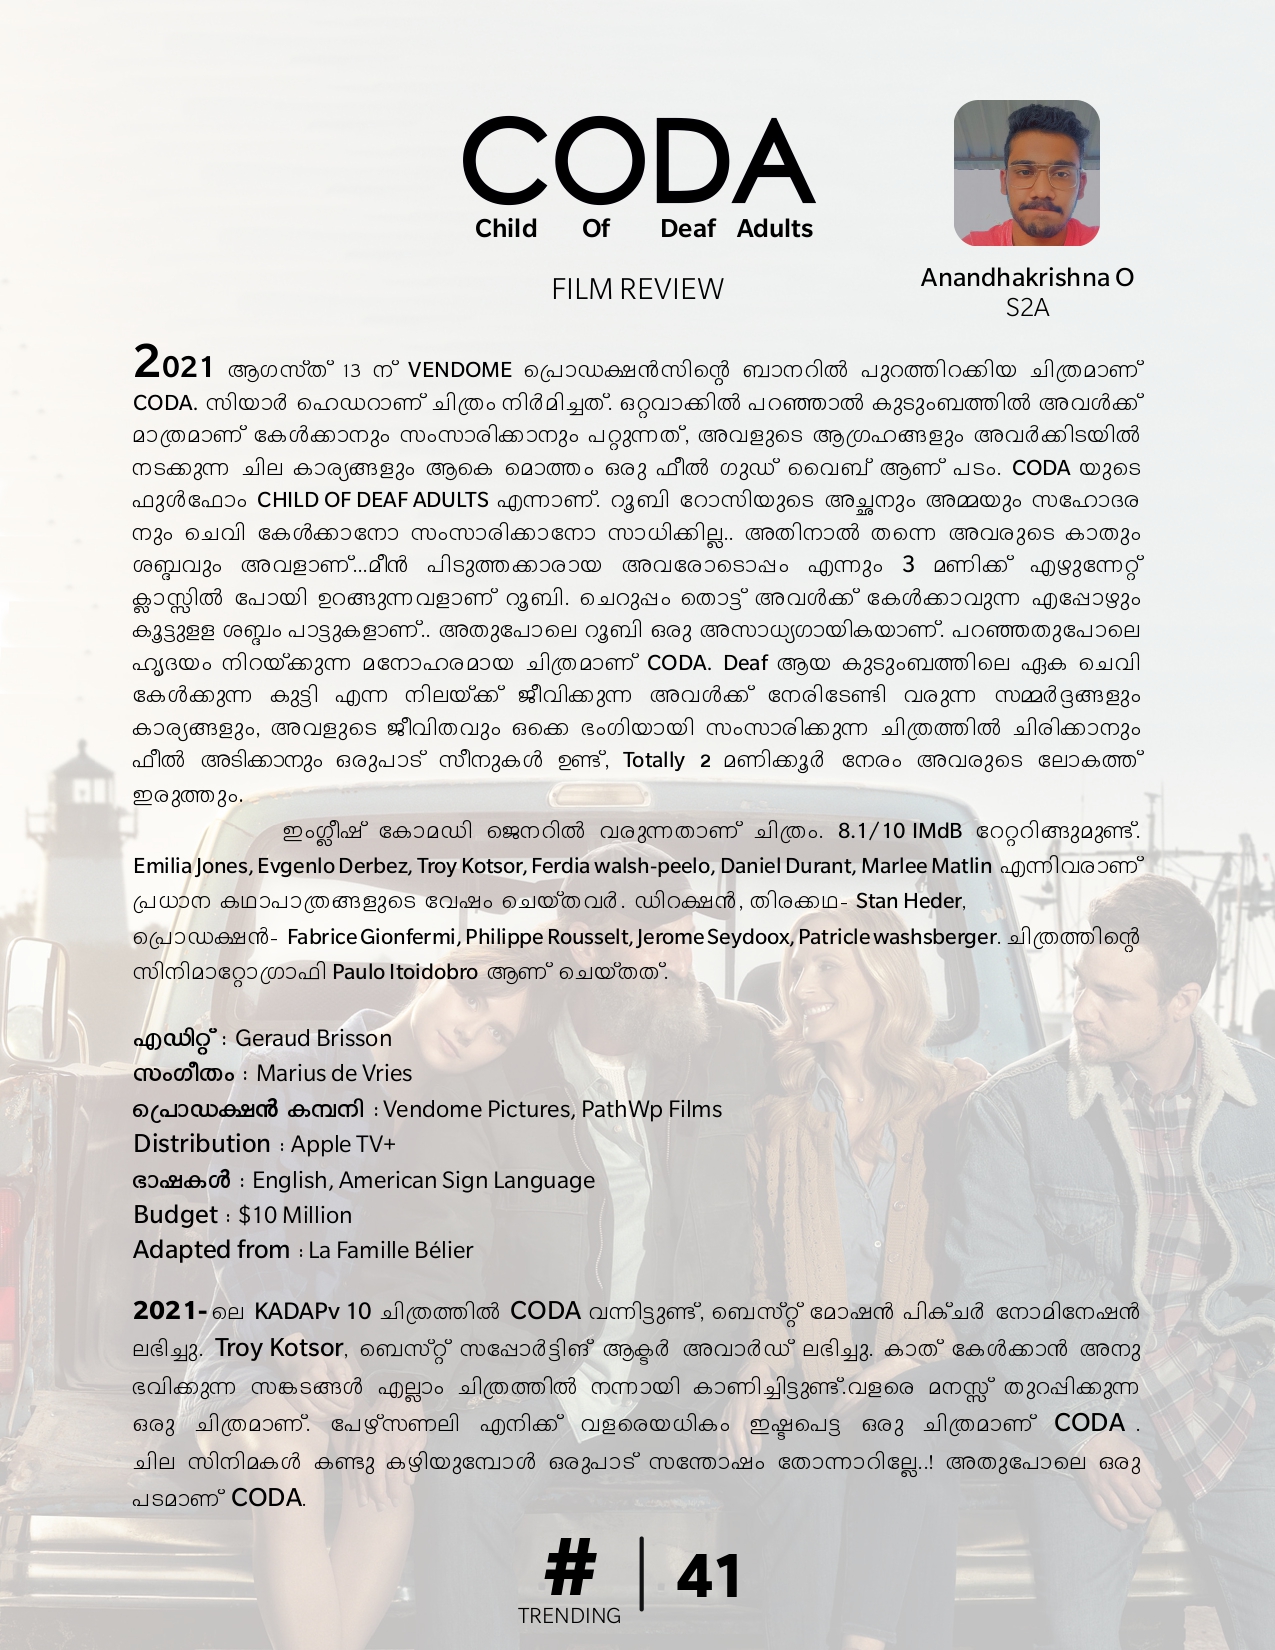 CODA
Child Of Deaf Adults
FILM REVIEW
Anandhakrishna O
S2A
2021 ആഗസ്ത് 13 ന് VENDOME പ്രൊഡക്ഷൻസിന്റെ ബാനറിൽ പുറത്തിറക്കിയ ചിത്രമാണ്
CODA. സിയാർ ഹെഡറാണ് ചിത്രം നിർമിച്ചത്. ഒറ്റവാക്കിൽ പറഞ്ഞാൽ കുടുംബത്തിൽ അവൾക്ക്
മാത്രമാണ് കേൾക്കാനും സംസാരിക്കാനും പറ്റുന്നത്, അവളുടെ ആഗ്രഹങ്ങളും അവർക്കിടയിൽ
നടക്കുന്ന ചില കാര്യങ്ങളും ആകെ മൊത്തം ഒരു ഫീൽ ഗുഡ് വൈബ് ആണ് പടം. CODA യുടെ
ഫുൾഫോം CHILD OF DEAF ADULTS എന്നാണ്. റൂബി റോസിയുടെ അച്ഛനും അമ്മയും സഹോദര
നും ചെവി കേൾക്കാനോ സംസാരിക്കാനോ സാധിക്കില്ല.. അതിനാൽ തന്നെ അവരുടെ കാതും
ശബ്ദവും അവളാണ്...മീൻ പിടുത്തക്കാരായ അവരോടൊപ്പം എന്നും 3 മണിക്ക് എഴുന്നേറ്റ്
ക്ലാസ്സിൽ പോയി ഉറങ്ങുന്നവളാണ് റൂബി. ചെറുപ്പം തൊട്ട് അവൾക്ക് കേൾക്കാവുന്ന എപ്പോഴും
കൂട്ടുള്ള ശബ്ദം പാട്ടുകളാണ്.. അതുപോലെ റൂബി ഒരു അസാധ്യഗായികയാണ്. പറഞ്ഞതുപോലെ
ഹൃദയം നിറയ്ക്കുന്ന മനോഹരമായ ചിത്രമാണ് CODA. Deaf ആയ കുടുംബത്തിലെ ഏക ചെവി
കേൾക്കുന്ന കുട്ടി എന്ന നിലയ്ക്ക് ജീവിക്കുന്ന അവൾക്ക് നേരിടേണ്ടി വരുന്ന സമ്മർദ്ദങ്ങളും
കാര്യങ്ങളും, അവളുടെ ജീവിതവും ഒക്കെ ഭംഗിയായി സംസാരിക്കുന്ന ചിത്രത്തിൽ ചിരിക്കാനും
ഫീൽ അടിക്കാനും ഒരുപാട് സീനുകൾ ഉണ്ട്, Totally 2 മണിക്കൂർ നേരം അവരുടെ ലോകത്ത്
ഇരുത്തും.
ഇംഗ്ലീഷ് കോമഡി ജെനറിൽ വരുന്നതാണ് ചിത്രം. 8.1/10 IMdB റേറ്ററിങ്ങുമുണ്ട്.
Emilia Jones, Evgenlo Derbez, Troy Kotsor, Ferdia walsh-peelo, Daniel Durant, Marlee Matlin എന്നിവരാണ്
പ്രധാന കഥാപാത്രങ്ങളുടെ വേഷം ചെയ്തവർ. ഡിറക്ഷൻ, തിരക്കഥ- Stan Heder,
പ്രൊഡക്ഷൻ- Fabrice Gionfermi, Philippe Rousselt, Jerome Seydoox, Patricle washsberger. ചിത്രത്തിന്റെ
സിനിമാറ്റോഗ്രാഫി Paulo Itoidobro ആണ് ചെയ്തത്.
എഡിറ്റ് : Geraud Brisson
സംഗീതം : Marius de Vries
പ്രൊഡക്ഷൻ കമ്പനി : Vendome Pictures, PathWp Films
Distribution : Apple TV+
ഭാഷകൾ : English, American Sign Language
Budget : $10 Million
Adapted from : La Famille Bélier
2021-ലെ KADAPv 10 ചിത്രത്തിൽ CODA വന്നിട്ടുണ്ട്, ബെസ്റ്റ് മോഷൻ പിക്ചർ നോമിനേഷൻ
ലഭിച്ചു. Troy Kotsor, ബെസ്റ്റ് സപ്പോർട്ടിങ് ആക്ടർ അവാർഡ് ലഭിച്ചു. കാത് കേൾക്കാൻ അനു
ഭവിക്കുന്ന സങ്കടങ്ങൾ എല്ലാം ചിത്രത്തിൽ നന്നായി കാണിച്ചിട്ടുണ്ട്.വളരെ മനസ്സ് തുറപ്പിക്കുന്ന
ഒരു ചിത്രമാണ്. പേഴ്സണലി എനിക്ക് വളരെയധികം ഇഷ്ടപെട്ട ഒരു ചിത്രമാണ് CODA .
ചില സിനിമകൾ കണ്ടു കഴിയുമ്പോൾ ഒരുപാട് സന്തോഷം തോന്നാറില്ലേ..! അതുപോലെ ഒരു
പടമാണ് CODA.
# | 41
TRENDING